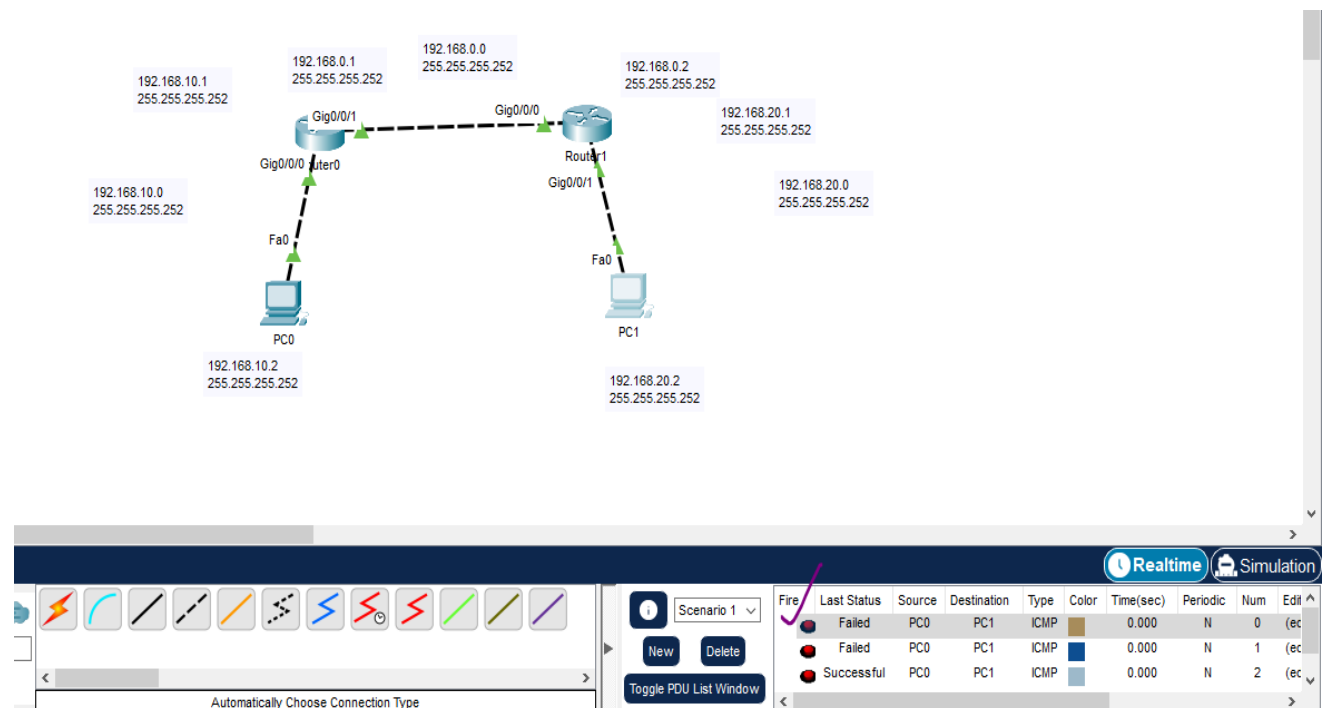 192.168.0.0
255.255.255.252
192.168.0.1
255.255.255.252
192.168.0.2
255.255.255.252
192.168.10.1
255.255.255.252
192.168.20.1
255.255.255.252
Gig0/0/1
Gig0/0/0
Gig0/0/0
uter0
Router1
Gig0/0/1
192.168.10.0
255.255.255.252
192.168.20.0
255.255.255.252
Fa0
Fa0
PC0
PC1
192.168.10.2
255.255.255.252
192.168.20.2
255.255.255.252
Realtime
Simulation
Scenario 1
New
Delete
Toggle PDU List Window
Automatically Choose Connection Type
Fire Last Status Source Destination Type Color Time(sec) Periodic Num Edit
Failed PC0 PC1 ICMP 0.000 N 0 (ec
Failed PC0 PC1 ICMP 0.000 N 1 (ec
Successful PC0 PC1 ICMP 0.000 N 2 (ec